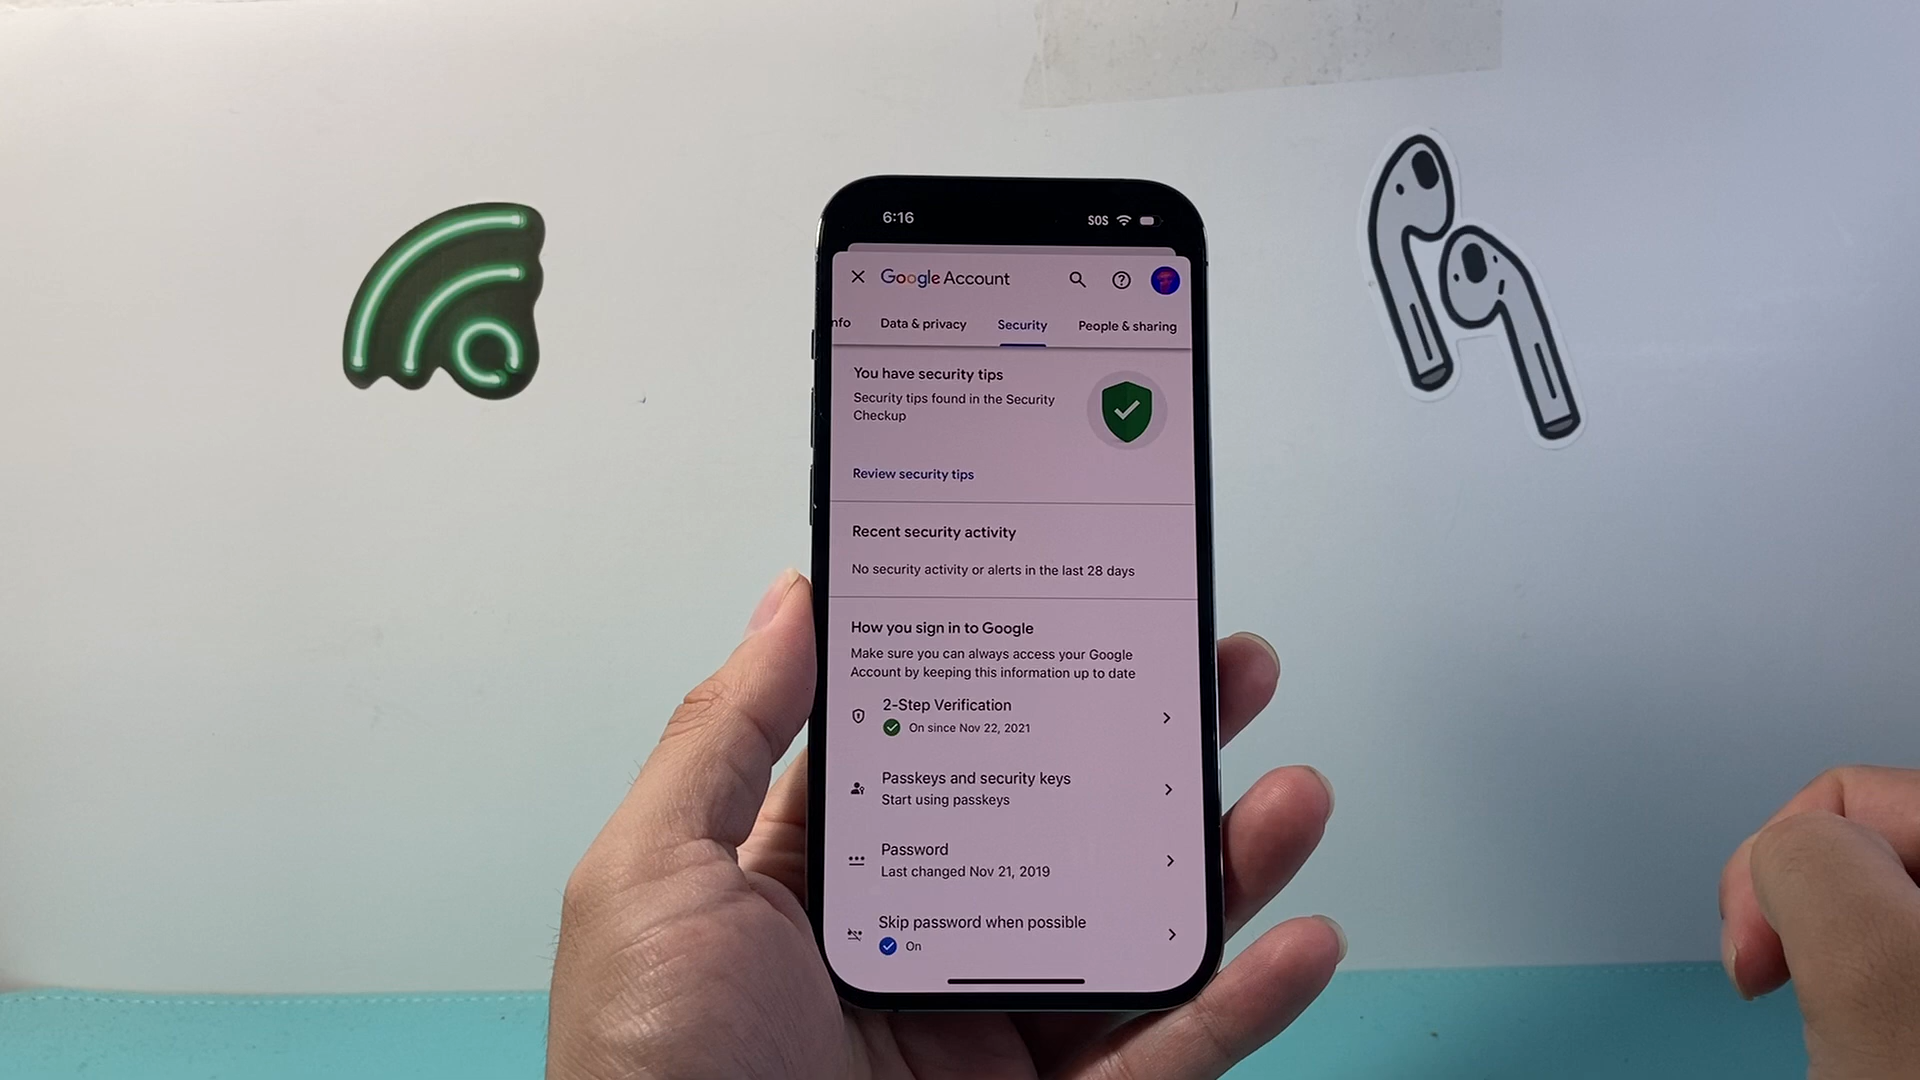 6:16 SOS
Google Account
nfo Data & privacy Security People & sharing
You have security tips
Security tips found in the Security
Checkup
Review security tips
Recent security activity
No security activity or alerts in the last 28 days
How you sign in to Google
Make sure you can always access your Google
Account by keeping this information up to date
2-Step Verification
On since Nov 22, 2021
Passkeys and security keys
Start using passkeys
Password
Last changed Nov 21, 2019
Skip password when possible
On